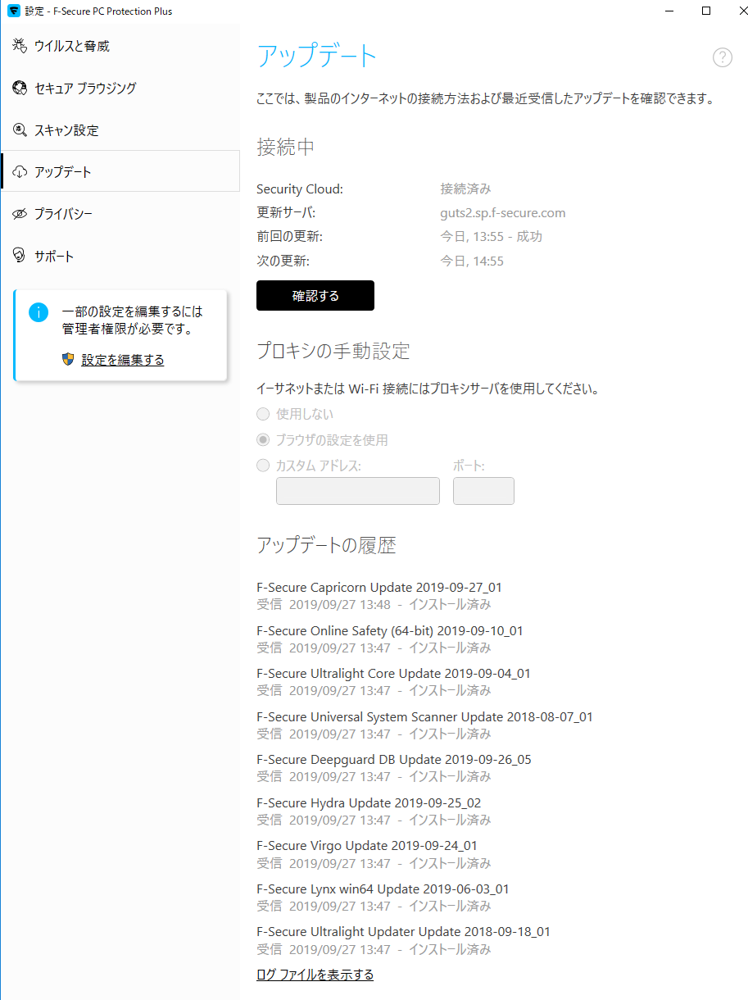 設定 - F-Secure PC Protection Plus
ウイルスと脅威
セキュア ブラウジング
スキャン設定
アップデート
プライバシー
サポート
一部の設定を編集するには
管理者権限が必要です。
設定を編集する
アップデート
?
ここでは、製品のインターネットの接続方法および最近受信したアップデートを確認できます。
接続中
Security Cloud: 接続済み
更新サーバ: guts2.sp.f-secure.com
前回の更新: 今日, 13:55 - 成功
次の更新: 今日, 14:55
確認する
プロキシの手動設定
イーサネットまたは Wi-Fi 接続にはプロキシサーバを使用してください。
使用しない
ブラウザの設定を使用
カスタム アドレス: ポート:
アップデートの履歴
F-Secure Capricorn Update 2019-09-27_01
受信 2019/09/27 13:48 - インストール済み
F-Secure Online Safety (64-bit) 2019-09-10_01
受信 2019/09/27 13:47 - インストール済み
F-Secure Ultralight Core Update 2019-09-04_01
受信 2019/09/27 13:47 - インストール済み
F-Secure Universal System Scanner Update 2018-08-07_01
受信 2019/09/27 13:47 - インストール済み
F-Secure Deepguard DB Update 2019-09-26_05
受信 2019/09/27 13:47 - インストール済み
F-Secure Hydra Update 2019-09-25_02
受信 2019/09/27 13:47 - インストール済み
F-Secure Virgo Update 2019-09-24_01
受信 2019/09/27 13:47 - インストール済み
F-Secure Lynx win64 Update 2019-06-03_01
受信 2019/09/27 13:47 - インストール済み
F-Secure Ultralight Updater Update 2018-09-18_01
受信 2019/09/27 13:47 - インストール済み
ログ ファイルを表示する